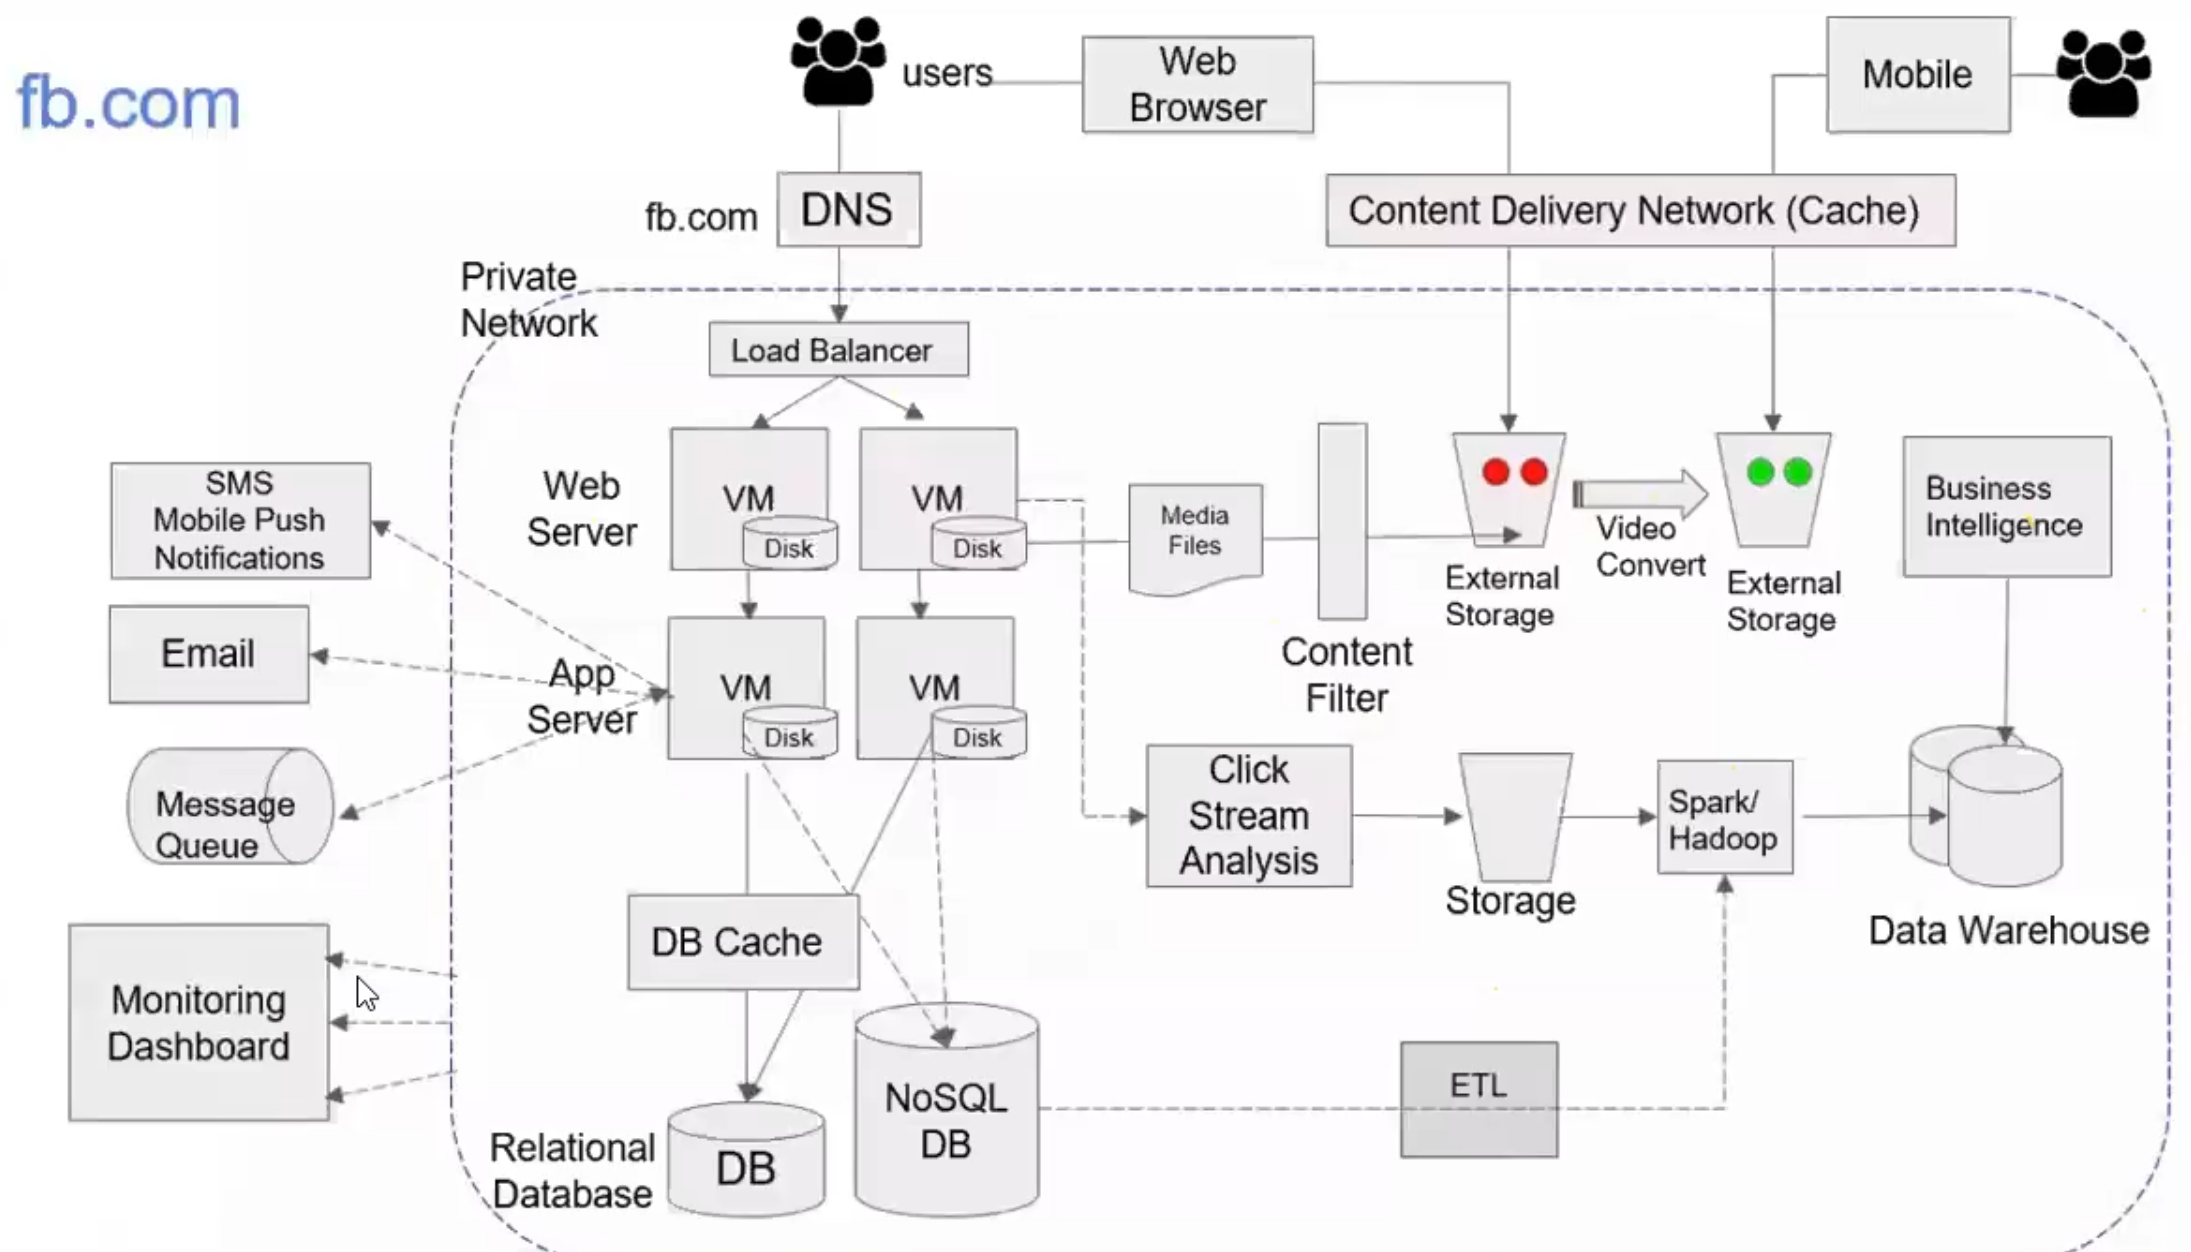 fb.com
users
Web
Browser
Mobile
fb.com
DNS
Content Delivery Network (Cache)
Private
Network
Load Balancer
Web
Server
VM
Disk
VM
Disk
Media
Files
Content
Filter
External
Storage
Video
Convert
External
Storage
Business
Intelligence
SMS
Mobile Push
Notifications
Email
App
Server
VM
Disk
VM
Disk
Message
Queue
Click
Stream
Analysis
Storage
Spark/
Hadoop
Data Warehouse
DB Cache
Monitoring
Dashboard
NoSQL
DB
ETL
Relational
Database
DB